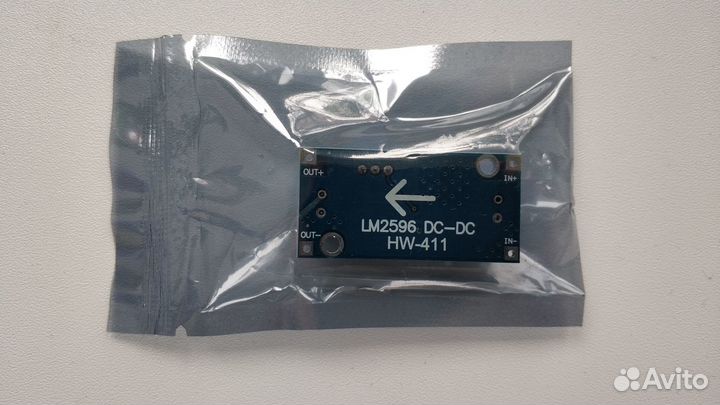 OUT+
IN+
LM2596 DC-DC
OUT-
HW-411
IN-
Avito